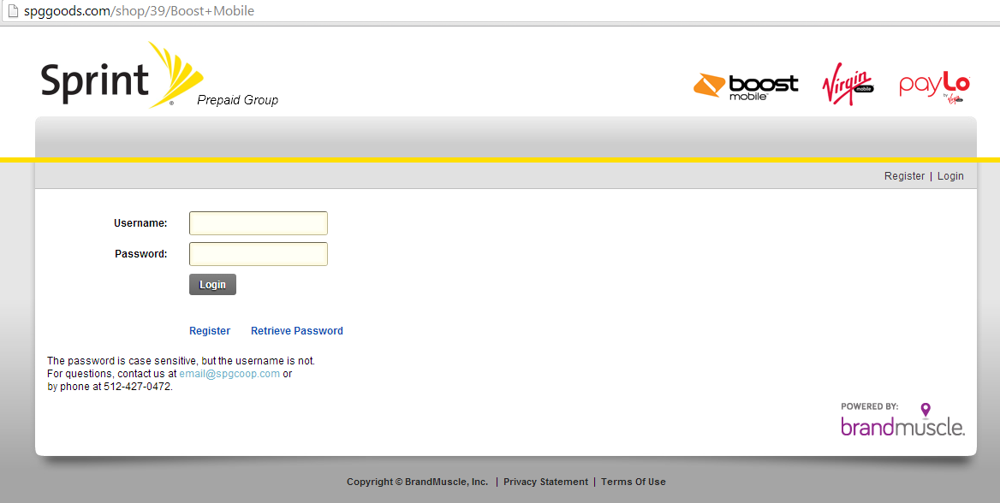 spggoods.com/shop/39/Boost+Mobile
Sprint
Prepaid Group
boost
mobile
Virgin
mobile
payLo
by Virgin
Register | Login
Username:
Password:
Login
Register Retrieve Password
The password is case sensitive, but the username is not.
For questions, contact us at email@spgcoop.com or
by phone at 512-427-0472.
POWERED BY:
brandmuscle.
Copyright © BrandMuscle, Inc. | Privacy Statement | Terms Of Use